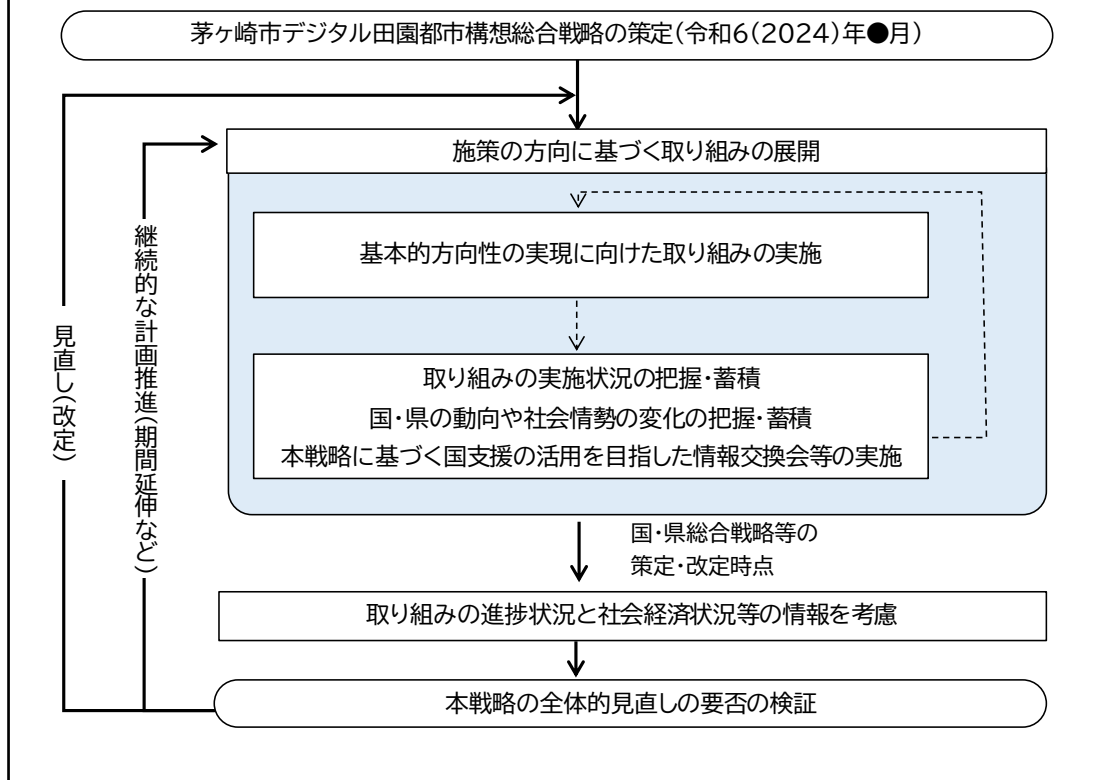 茅ヶ崎市デジタル田園都市構想総合戦略の策定(令和6(2024)年●月)
施策の方向に基づく取り組みの展開
基本的方向性の実現に向けた取り組みの実施
取り組みの実施状況の把握・蓄積
国・県の動向や社会情勢の変化の把握・蓄積
本戦略に基づく国支援の活用を目指した情報交換会等の実施
継続的な計画推進(期間延伸など)
見直し(改定)
国・県総合戦略等の
策定・改定時点
取り組みの進捗状況と社会経済状況等の情報を考慮
本戦略の全体的見直しの要否の検証